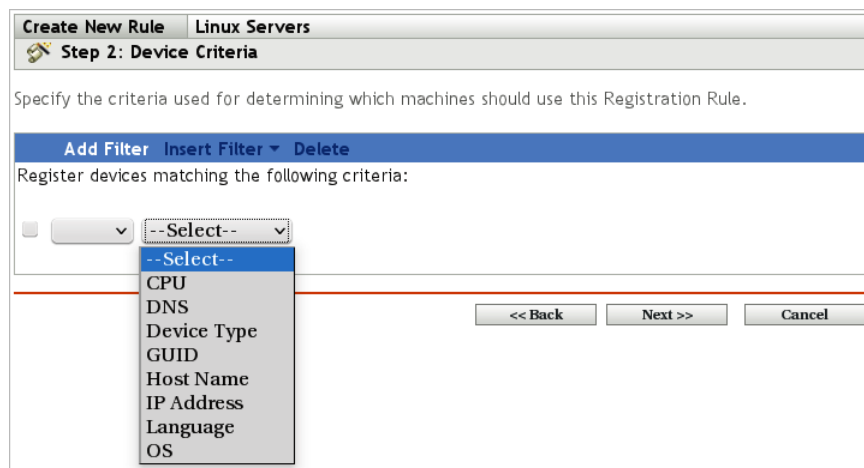 Create New Rule Linux Servers
Step 2: Device Criteria
Specify the criteria used for determining which machines should use this Registration Rule.
Add Filter Insert Filter Delete
Register devices matching the following criteria:
--Select--
--Select--
CPU
DNS
Device Type
GUID
Host Name
IP Address
Language
OS
<< Back Next >> Cancel